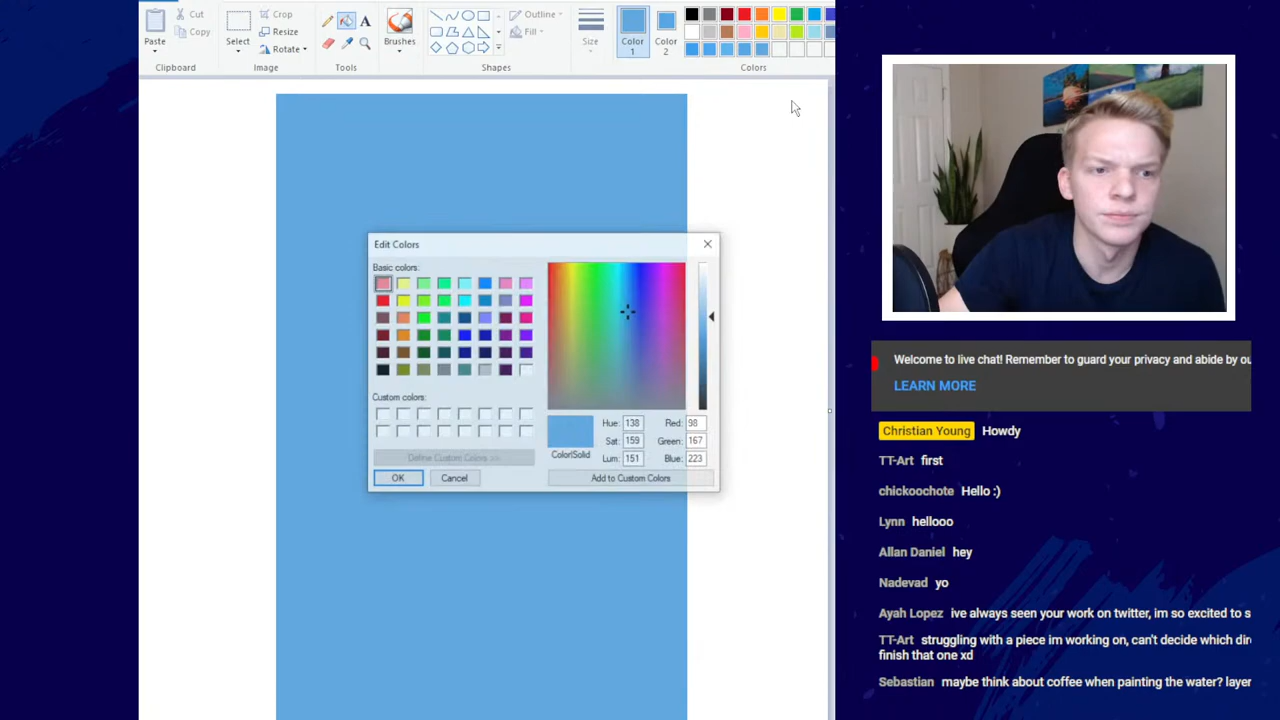 Paste
Cut
Copy
Clipboard
Select
Crop
Resize
Rotate
Image
A
Tools
Brushes
Outline
Fill
Shapes
Size
Color
1
Color
2
Colors
Edit Colors
Basic colors:
Custom colors:
Define Custom Colors >>
OK
Cancel
Color|Solid
Hue: 138
Sat: 159
Lum: 151
Red: 98
Green: 167
Blue: 223
Add to Custom Colors
Welcome to live chat! Remember to guard your privacy and abide by ou
LEARN MORE
Christian Young Howdy
TT-Art first
chickoochote Hello :)
Lynn hellooo
Allan Daniel hey
Nadevad yo
Ayah Lopez ive always seen your work on twitter, im so excited to s
TT-Art struggling with a piece im working on, can't decide which dire
finish that one xd
Sebastian maybe think about coffee when painting the water? layer